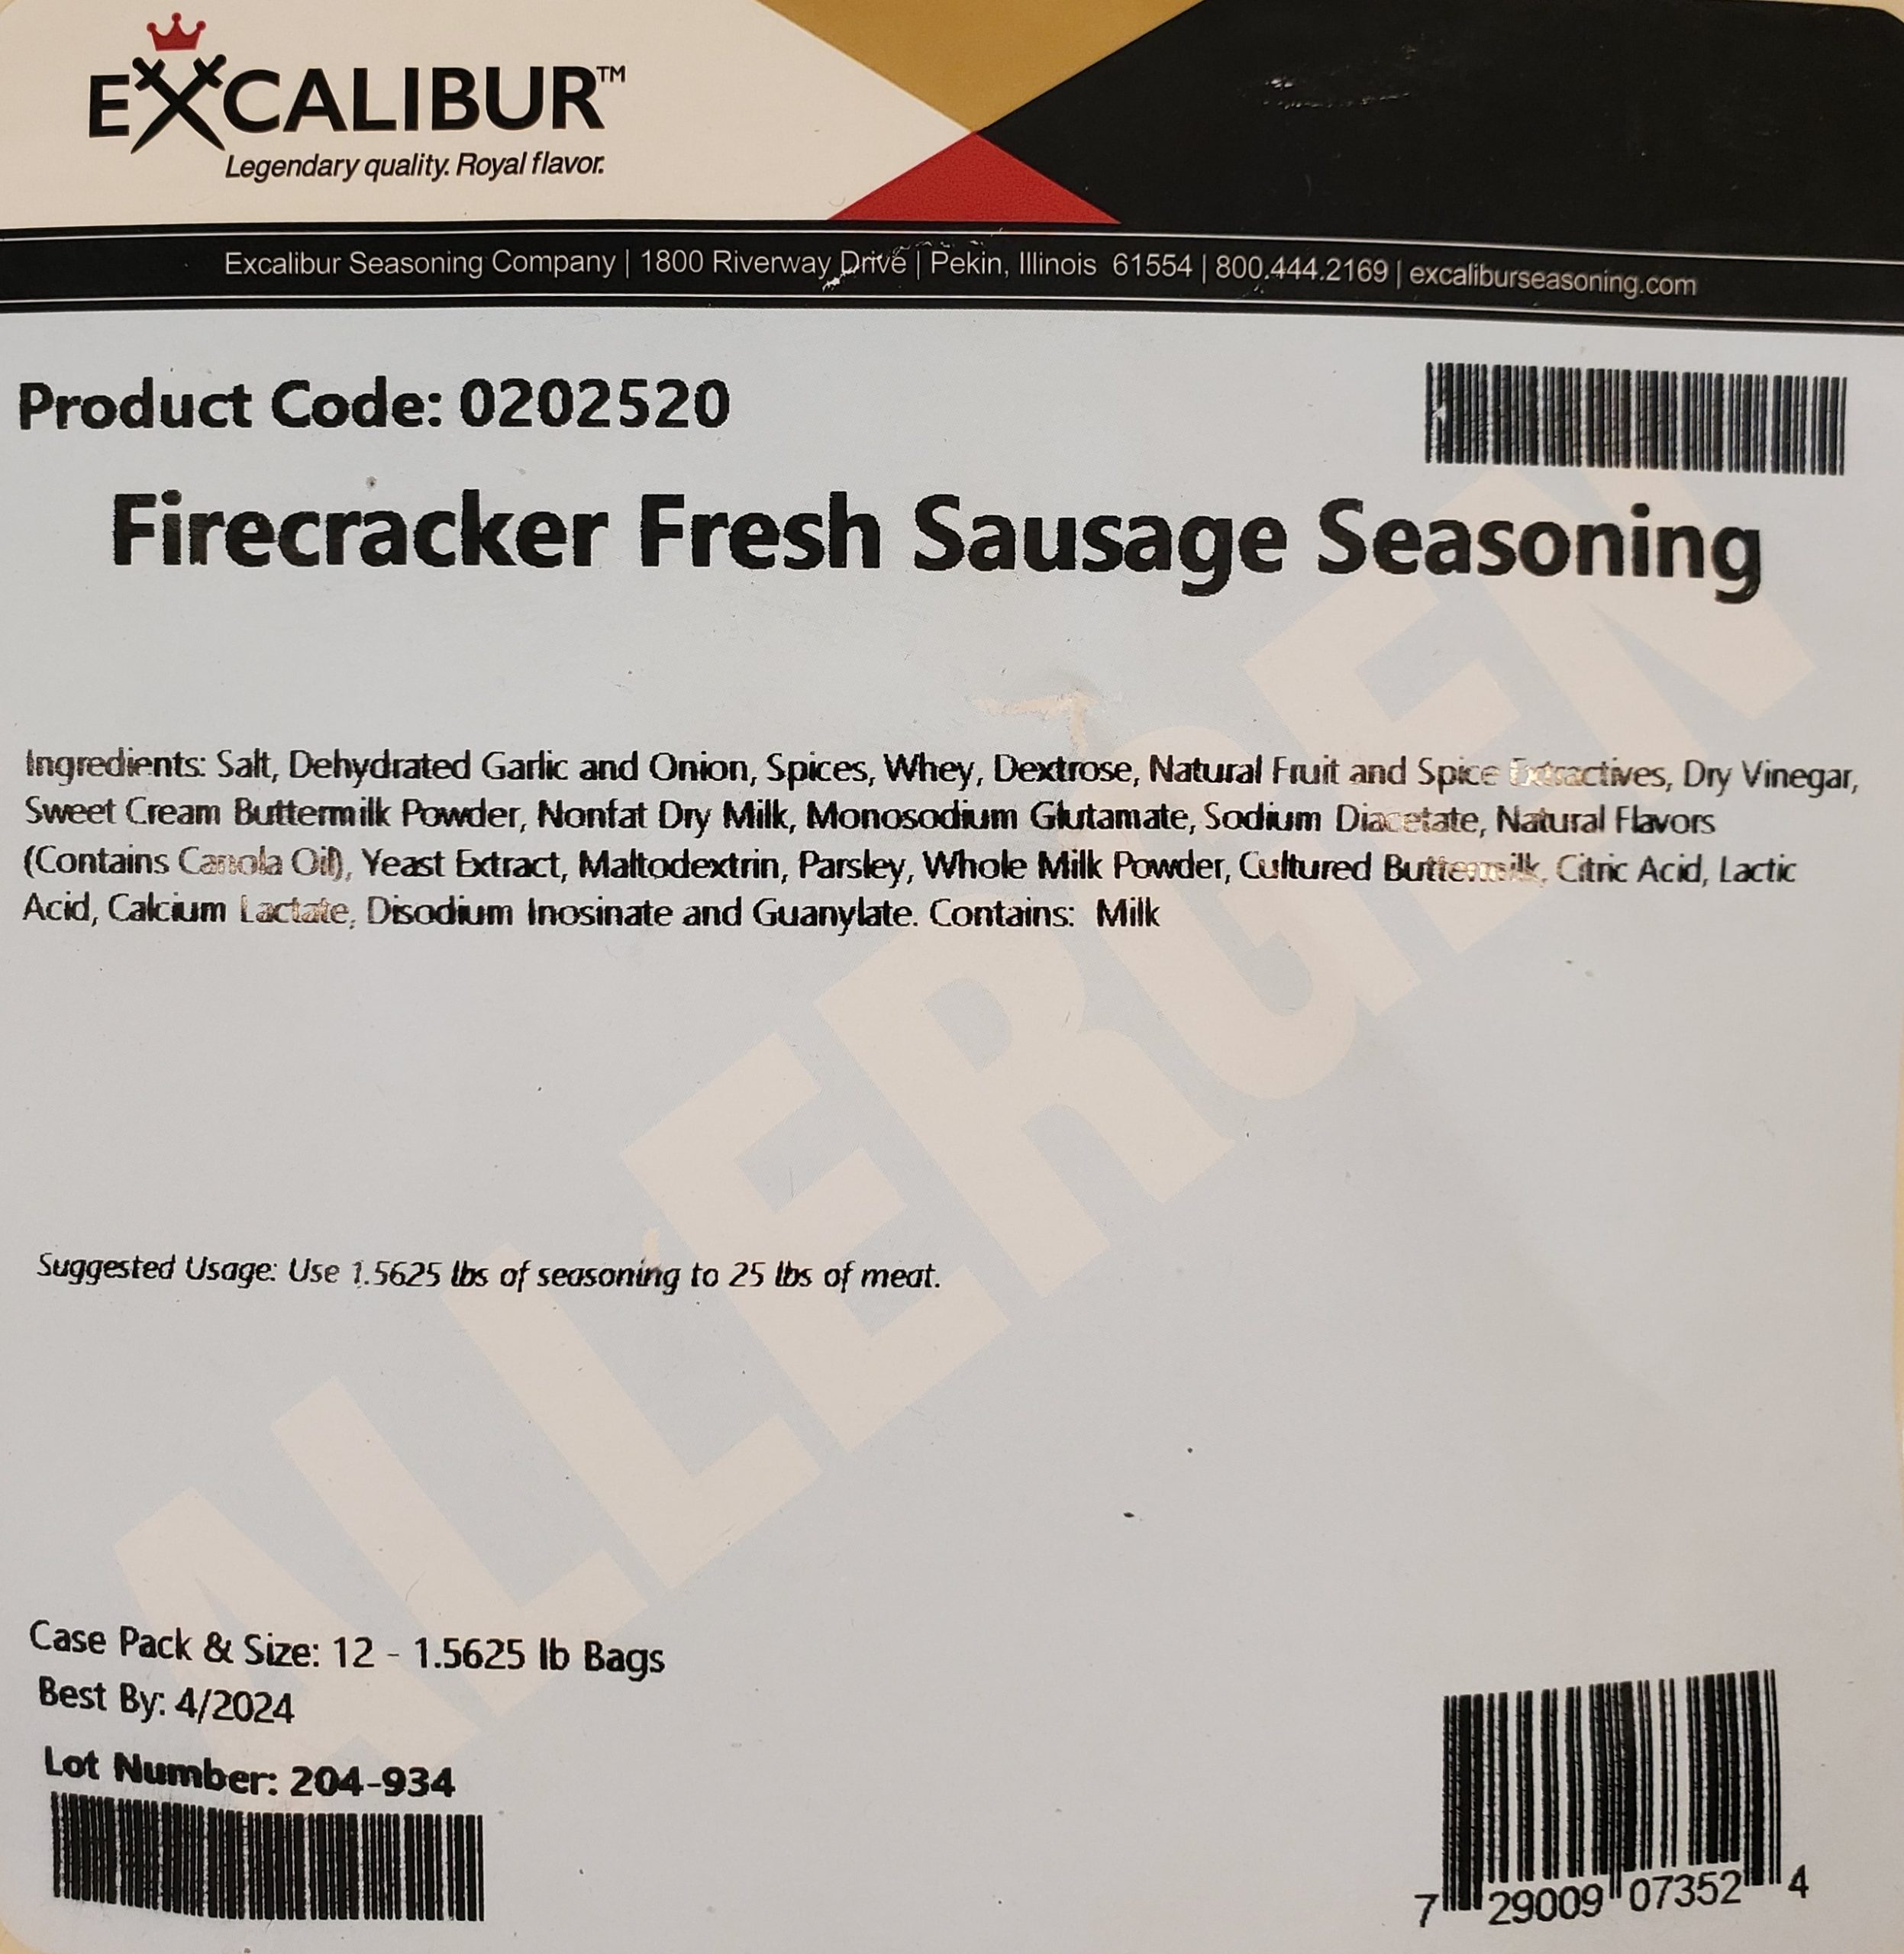 EXCALIBUR™
Legendary quality. Royal flavor.
Excalibur Seasoning Company | 1800 Riverway Drive | Pekin, Illinois 61554 | 800.444.2169 | excaliburseasoning.com
Product Code: 0202520
Firecracker Fresh Sausage Seasoning
Ingredients: Salt, Dehydrated Garlic and Onion, Spices, Whey, Dextrose, Natural Fruit and Spice Extractives, Dry Vinegar,
Sweet Cream Buttermilk Powder, Nonfat Dry Milk, Monosodium Glutamate, Sodium Diacetate, Natural Flavors
(Contains Canola Oil), Yeast Extract, Maltodextrin, Parsley, Whole Milk Powder, Cultured Buttermilk, Citric Acid, Lactic
Acid, Calcium Lactate, Disodium Inosinate and Guanylate. Contains: Milk
ALLERGEN
Suggested Usage: Use 1.5625 lbs of seasoning to 25 lbs of meat.
Case Pack & Size: 12 - 1.5625 lb Bags
Best By: 4/2024
Lot Number: 204-934
7 29009 07352 4